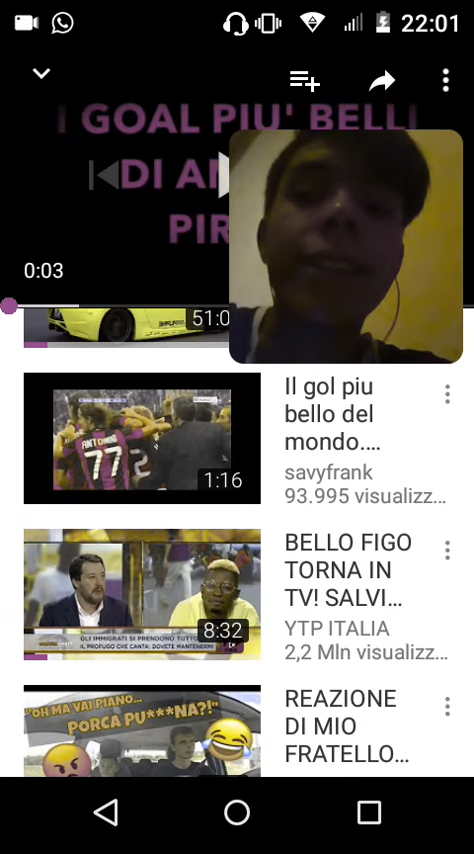 22:01
I GOAL PIU' BELLI
DI AN
PIR
0:03
51:0
Il gol piu
bello del
mondo....
savyfrank
93.995 visualizz...
ANTONINI
77
2
1:16
BELLO FIGO
TORNA IN
TV! SALVI...
YTP ITALIA
2,2 Mln visualizz...
GLI IMMIGRATI SI PRENDONO TUTTO
IL PROFUGO CHE CANTA: DOVETE MANTENERMI
8:32
REAZIONE
DI MIO
FRATELLO...
"OH MA VAI PIANO...
PORCA PU***NA?!"